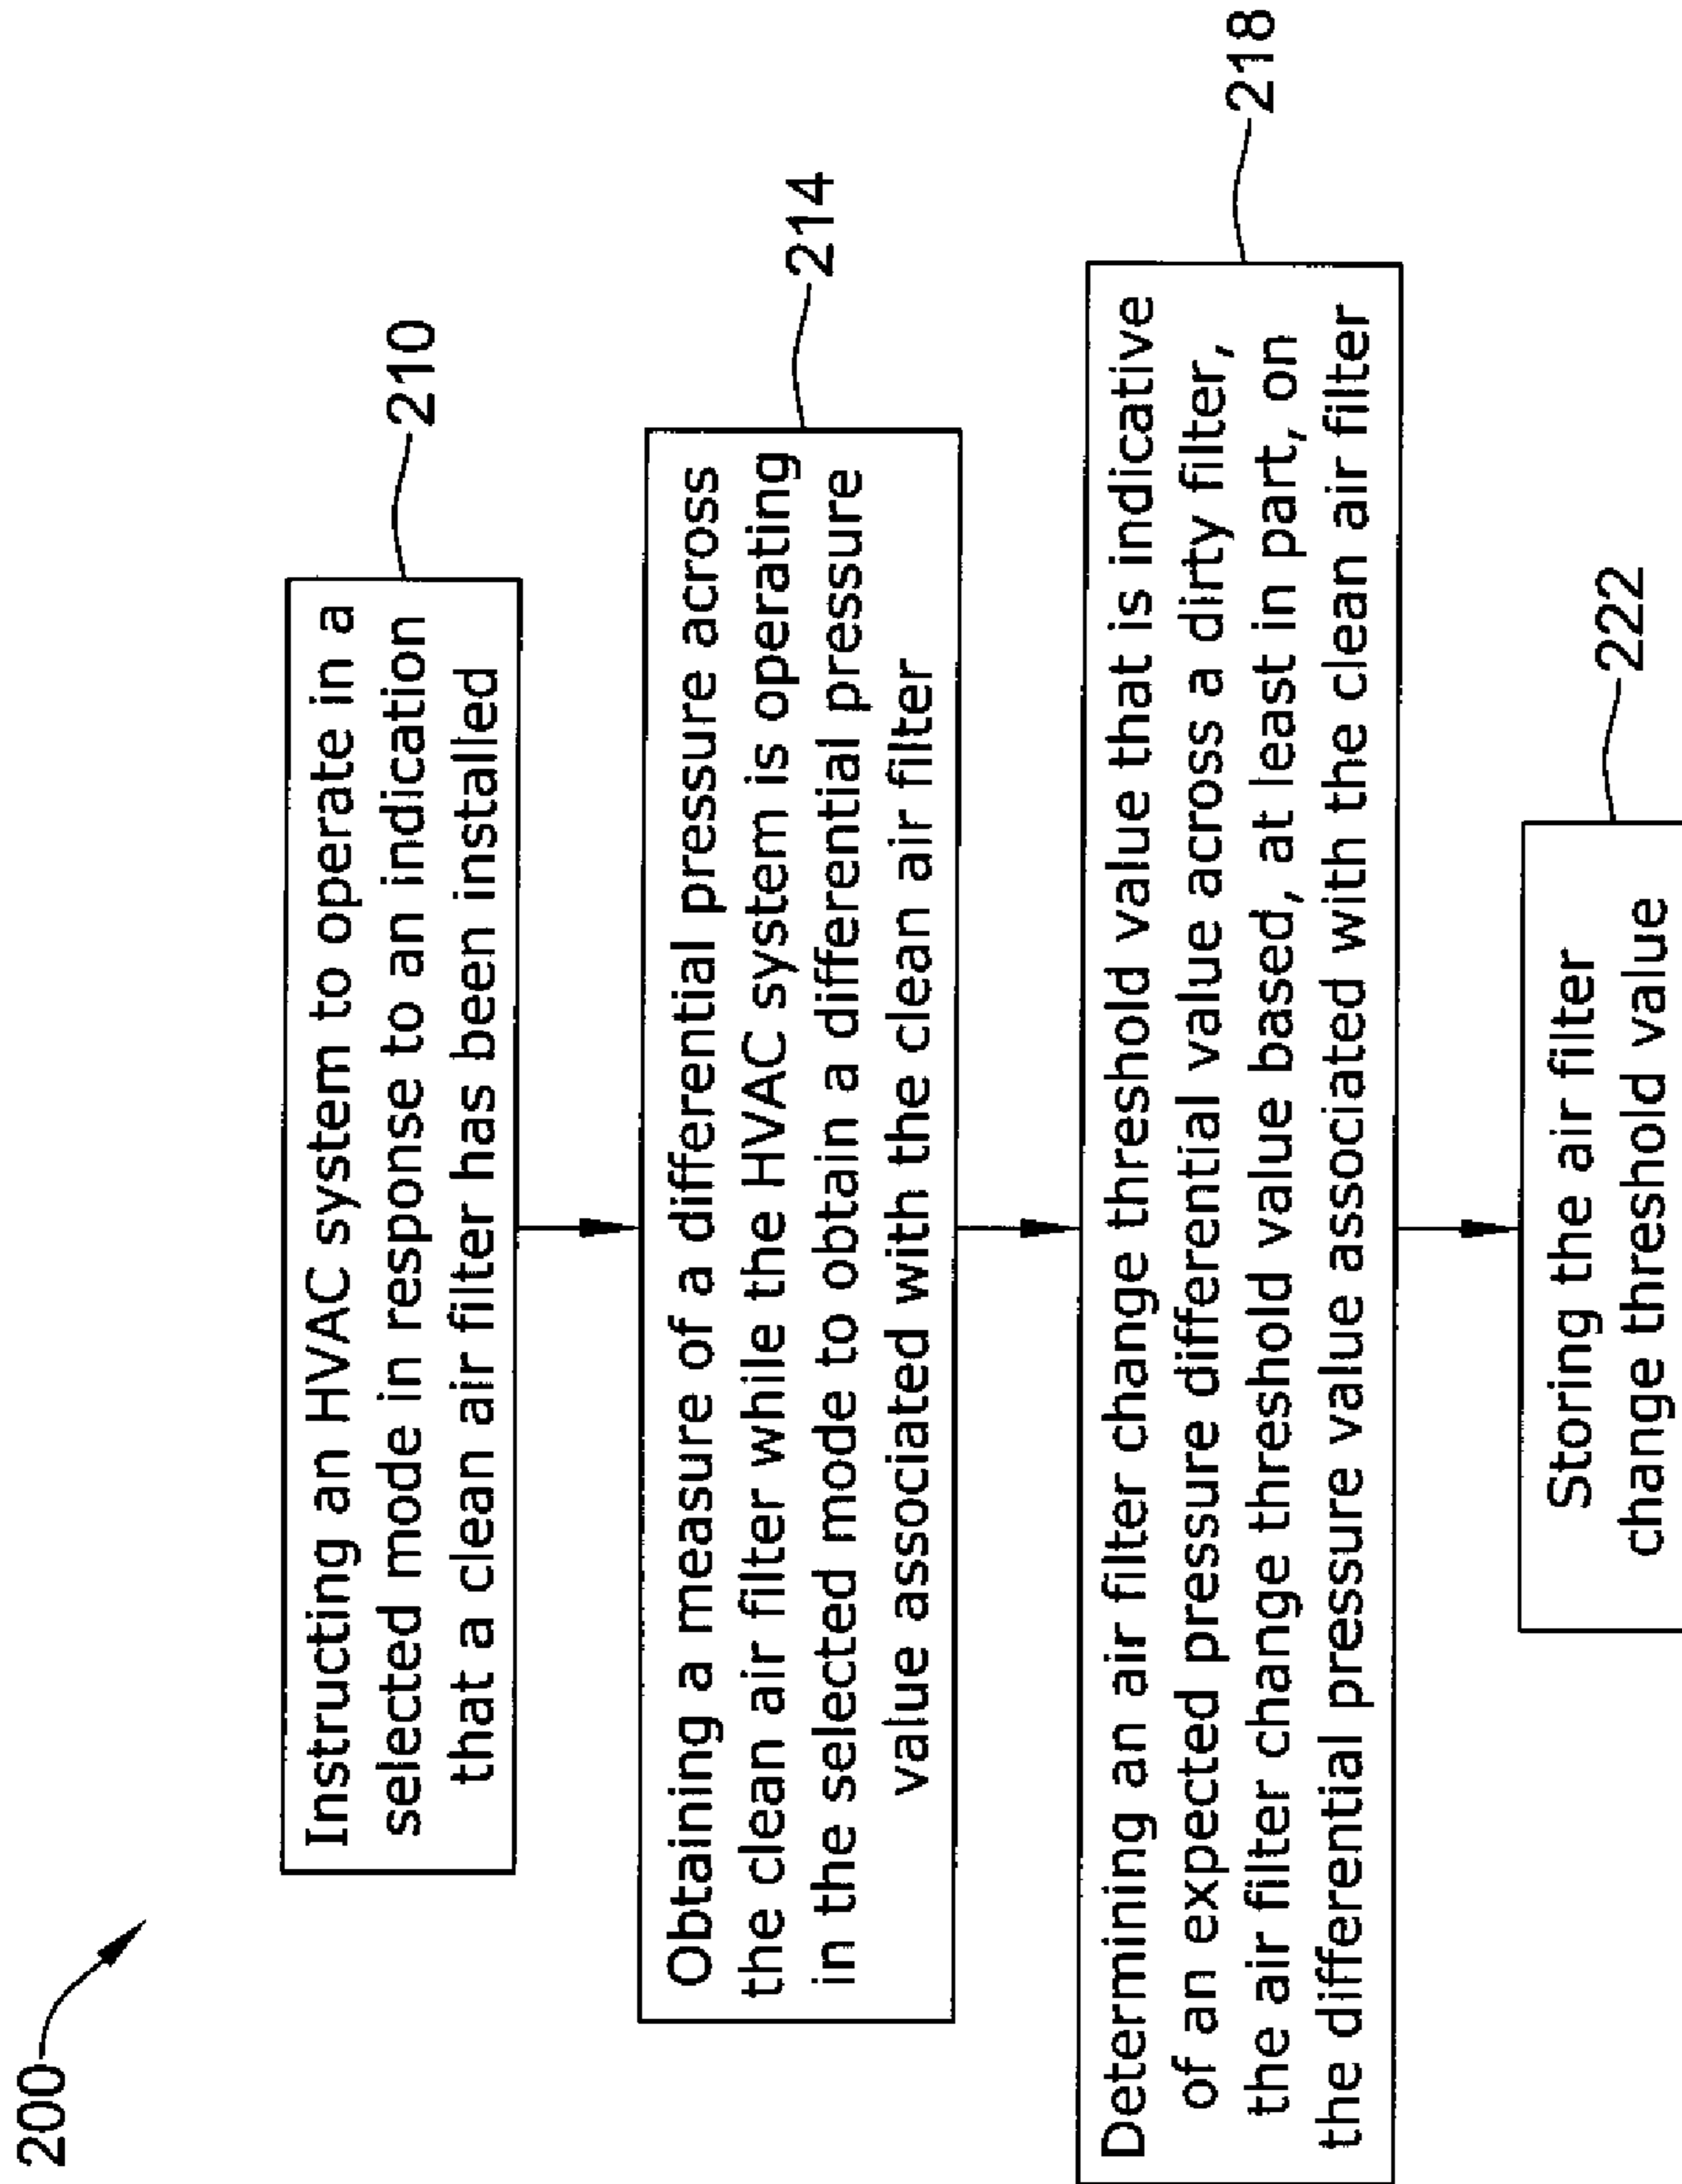 200
Instructing an HVAC system to operate in a
selected mode in response to an indication
that a clean air filter has been installed
210
Obtaining a measure of a differential pressure across
the clean air filter while the HVAC system is operating
in the selected mode to obtain a differential pressure
value associated with the clean air filter
214
Determining an air filter change threshold value that is indicative
of an expected pressure differential value across a dirty filter,
the air filter change threshold value based, at least in part, on
the differential pressure value associated with the clean air filter
218
Storing the air filter
change threshold value
222